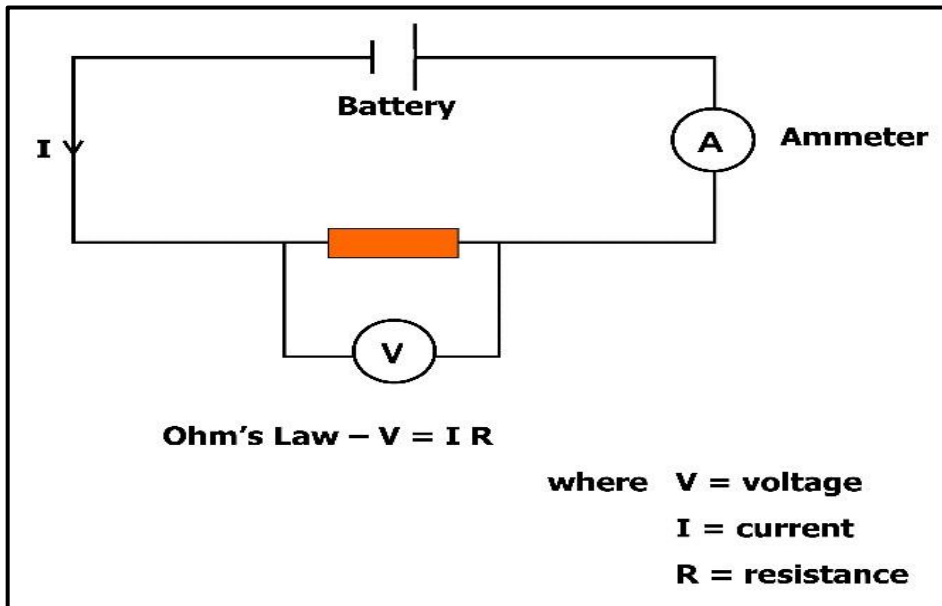 Battery
I
A
Ammeter
V
Ohm's Law – V = I R
where V = voltage
I = current
R = resistance